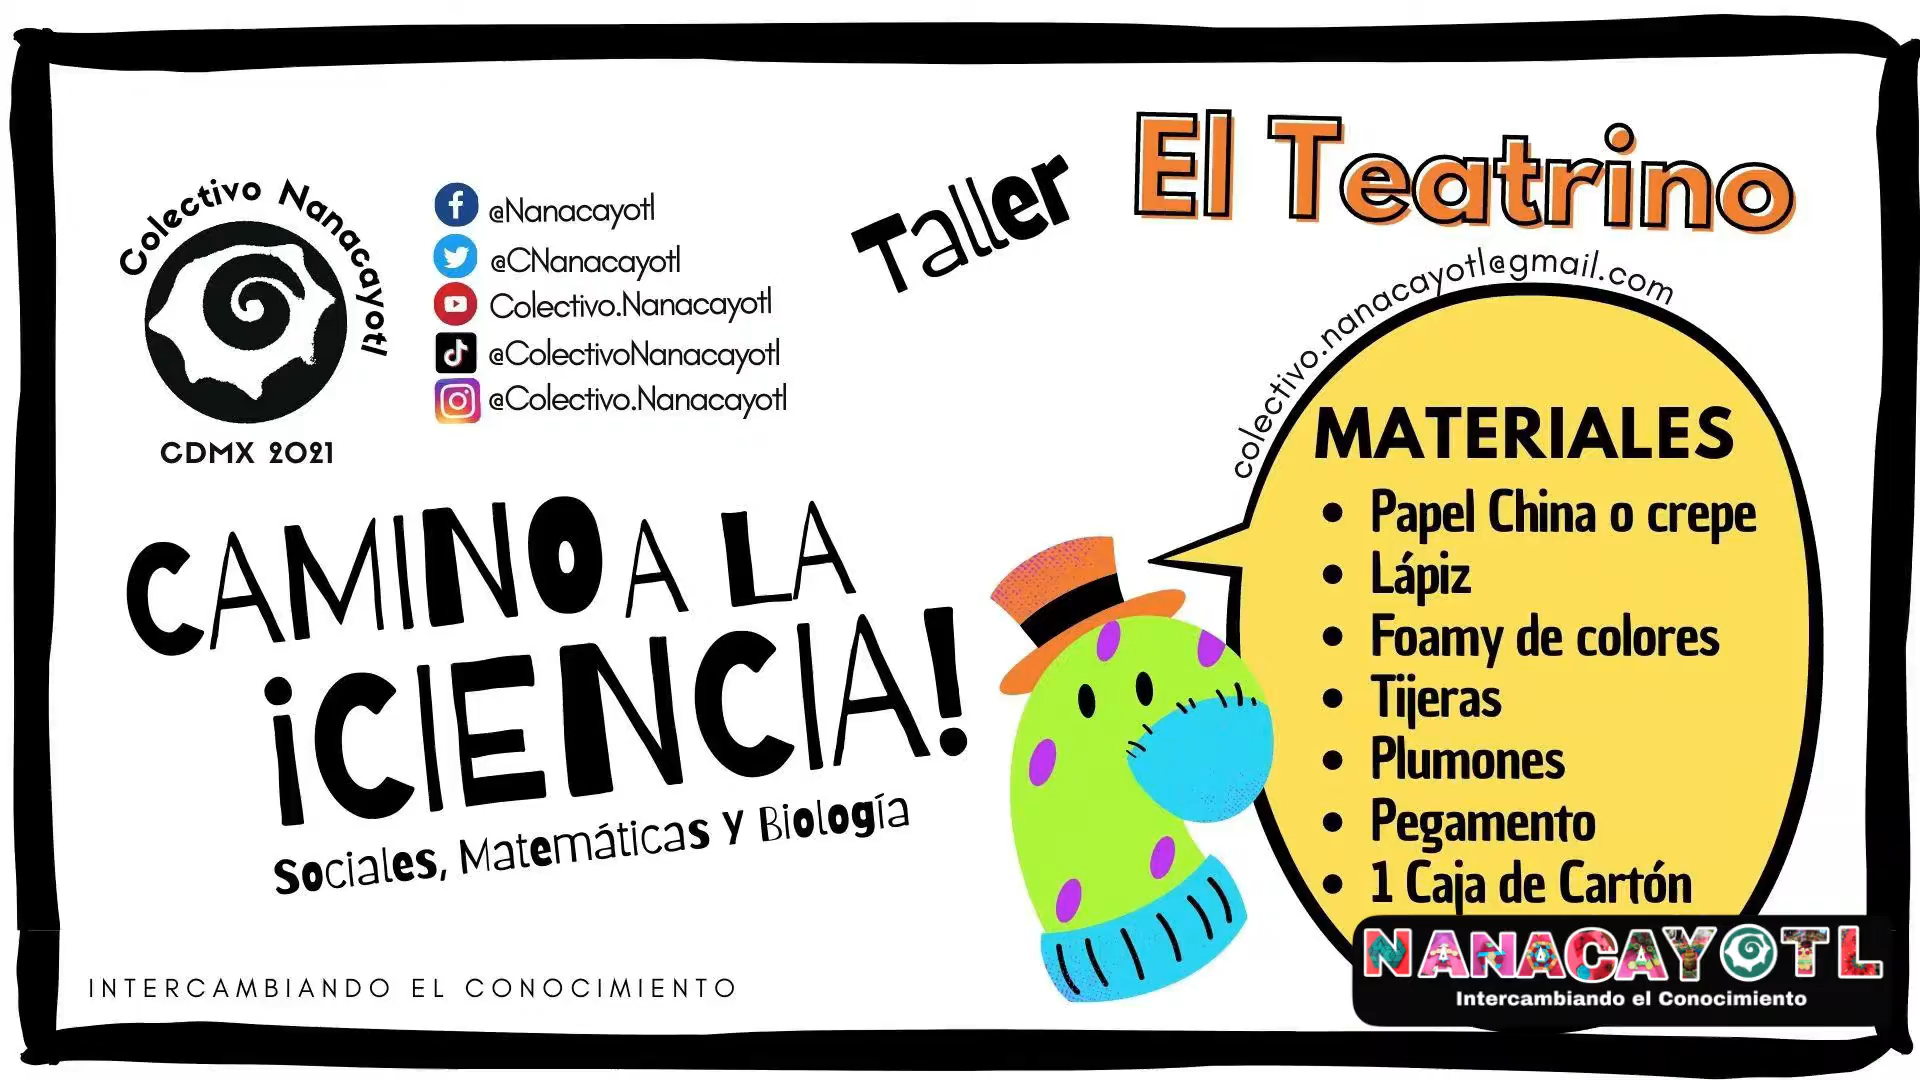 Colectivo Nanacayotl
CDMX 2021
@Nanacayotl
@CNanacayotl
Colectivo.Nanacayotl
@ColectivoNanacayotl
@Colectivo.Nanacayotl
Taller
El Teatrino
colectivo.nanacayotl@gmail.com
CAMINO A LA
¡CIENCIA!
Sociales, Matemáticas y Biología
MATERIALES
• Papel China o crepe
• Lápiz
• Foamy de colores
• Tijeras
• Plumones
• Pegamento
• 1 Caja de Cartón
INTERCAMBIANDO EL CONOCIMIENTO
NANACAYOTL
Intercambiando el Conocimiento